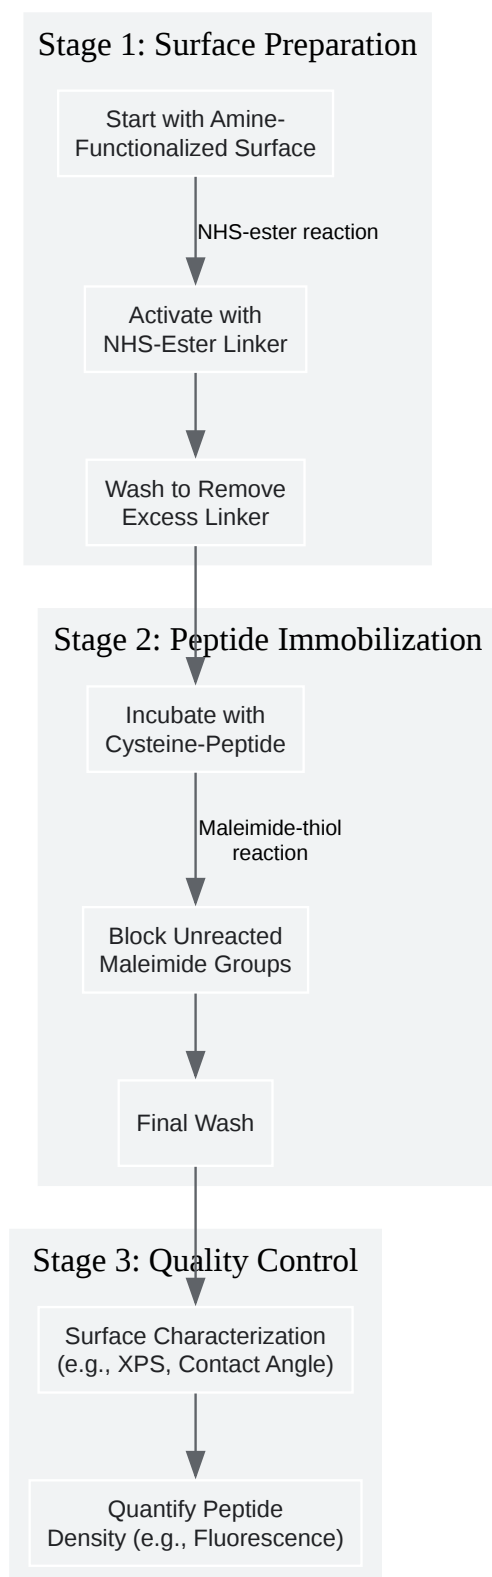 Stage 1: Surface Preparation
Start with Amine-
Functionalized Surface
NHS-ester reaction
Activate with
NHS-Ester Linker
Wash to Remove
Excess Linker
Stage 2: Peptide Immobilization
Incubate with
Cysteine-Peptide
Maleimide-thiol
reaction
Block Unreacted
Maleimide Groups
Final Wash
Stage 3: Quality Control
Surface Characterization
(e.g., XPS, Contact Angle)
Quantify Peptide
Density (e.g., Fluorescence)